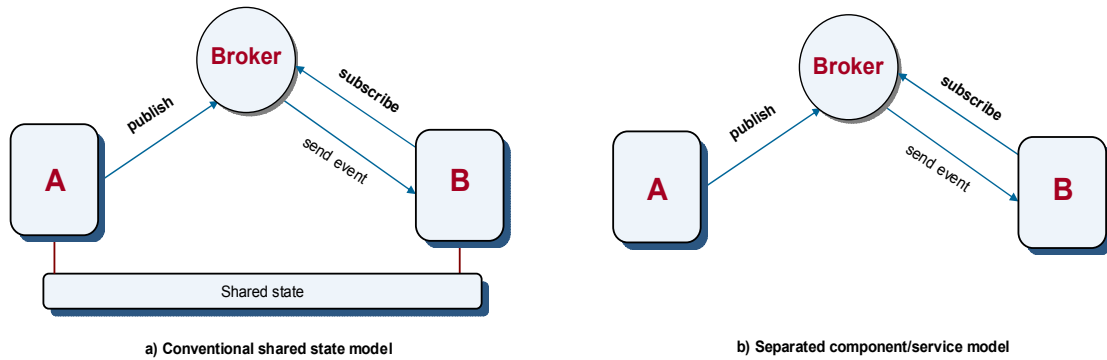 Broker
publish
subscribe
send event
A
B
Shared state
a) Conventional shared state model
Broker
publish
subscribe
send event
A
B
b) Separated component/service model